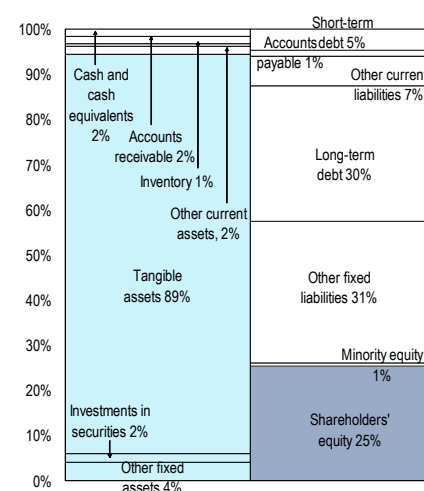 100%
90%
80%
70%
60%
50%
40%
30%
20%
10%
0%
Cash and
cash
equivalents
2%
Accounts
receivable 2%
Inventory 1%
Other current
assets, 2%
Tangible
assets 89%
Investments in
securities 2%
Other fixed
assets 4%
Short-term
debt 5%
Accounts
payable 1%
Other current
liabilities 7%
Long-term
debt 30%
Other fixed
liabilities 31%
Minority equity
1%
Shareholders'
equity 25%